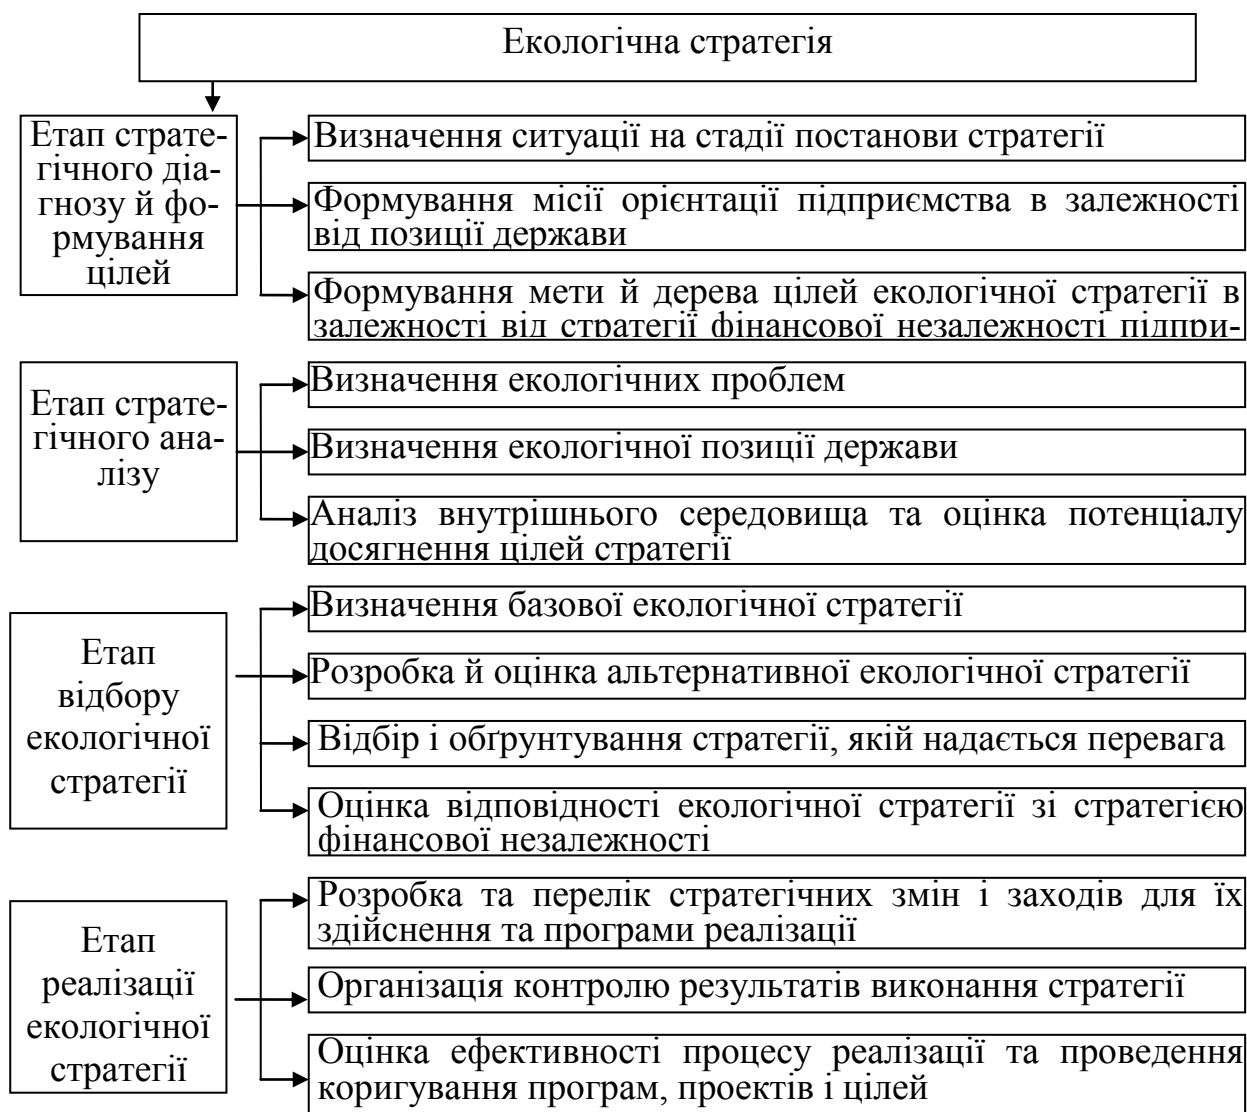 Екологічна стратегія
Етап страте-
гічного діа-
гнозу й фо-
рмування
цілей
Визначення ситуації на стадії постанови стратегії
Формування місії орієнтації підприємства в залежності
від позиції держави
Формування мети й дерева цілей екологічної стратегії в
залежності від стратегії фінансової незалежності підпри-
Етап страте-
гічного ана-
лізу
Визначення екологічних проблем
Визначення екологічної позиції держави
Аналіз внутрішнього середовища та оцінка потенціалу
досягнення цілей стратегії
Етап
відбору
екологічної
стратегії
Визначення базової екологічної стратегії
Розробка й оцінка альтернативної екологічної стратегії
Відбір і обґрунтування стратегії, якій надається перевага
Оцінка відповідності екологічної стратегії зі стратегією
фінансової незалежності
Етап
реалізації
екологічної
стратегії
Розробка та перелік стратегічних змін і заходів для їх
здійснення та програми реалізації
Організація контролю результатів виконання стратегії
Оцінка ефективності процесу реалізації та проведення
коригування програм, проектів і цілей